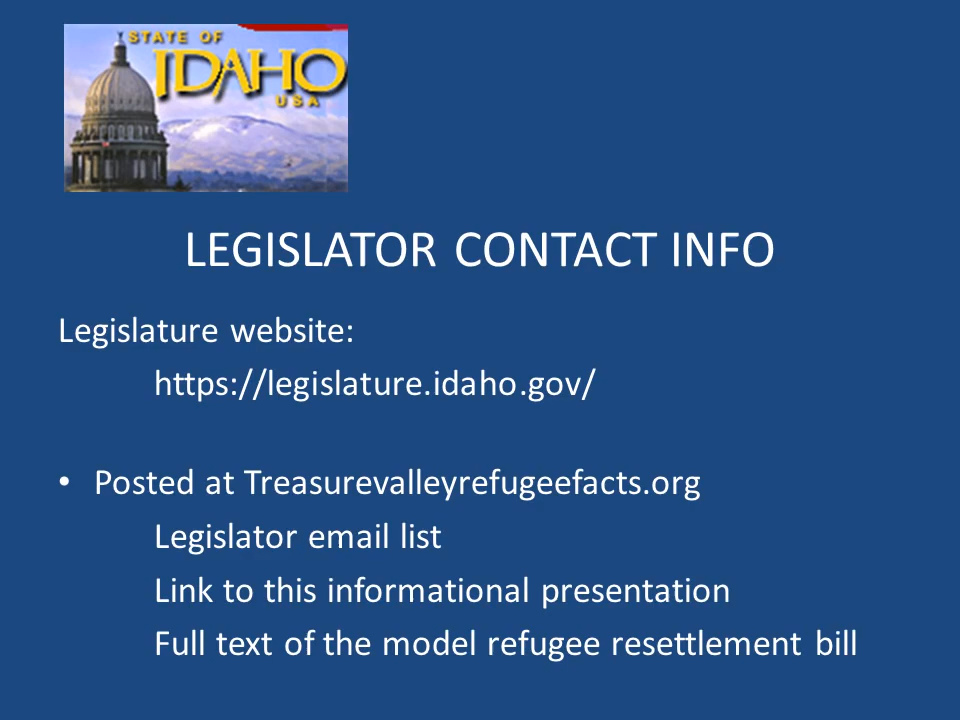 STATE OF
IDAHO
USA
LEGISLATOR CONTACT INFO
Legislature website:
https://legislature.idaho.gov/
• Posted at Treasurevalleyrefugeefacts.org
Legislator email list
Link to this informational presentation
Full text of the model refugee resettlement bill